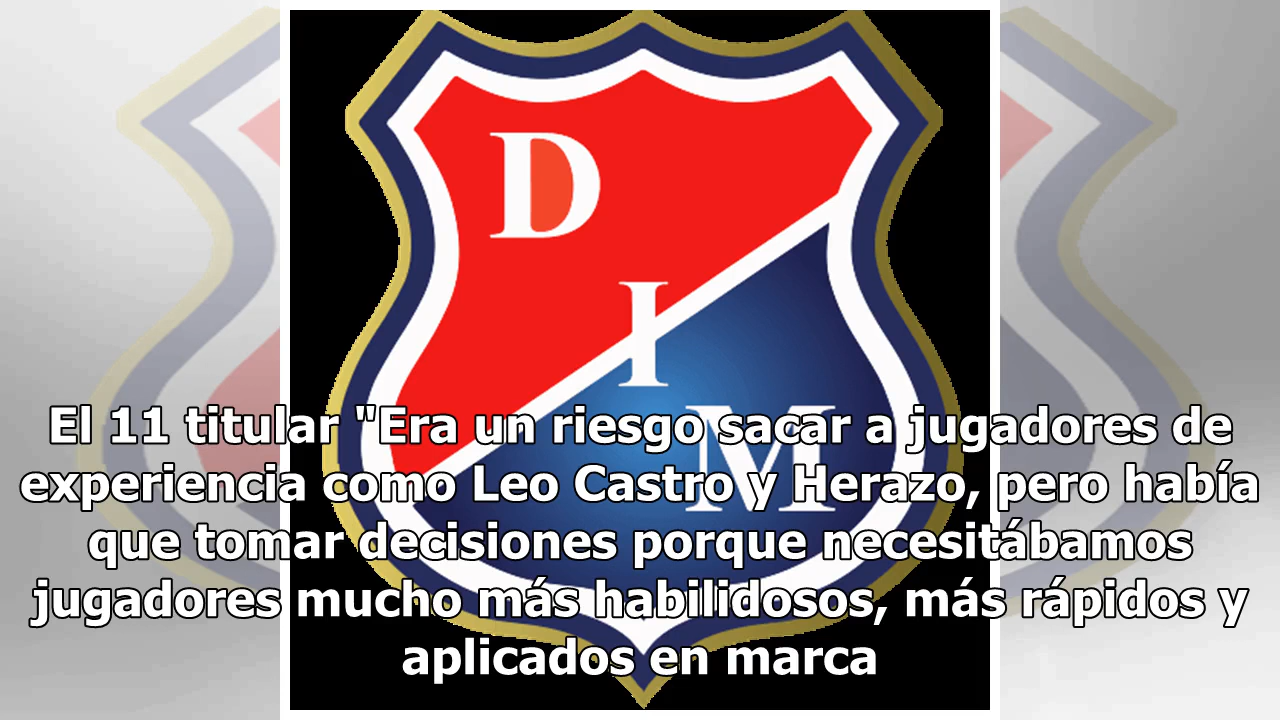 D
I
M
El 11 titular "Era un riesgo sacar a jugadores de
experiencia como Leo Castro y Herazo, pero había
que tomar decisiones porque necesitábamos
jugadores mucho más habilidosos, más rápidos y
aplicados en marca